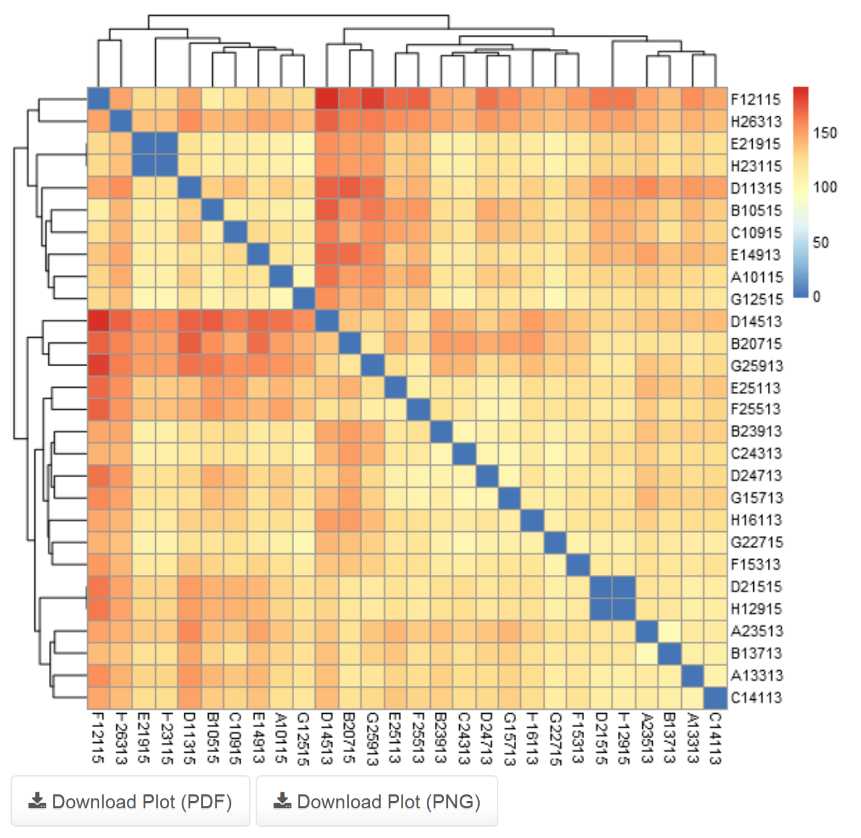 F12115
H26313
E21915
H23115
D11315
B10515
C10915
E14913
A10115
G12515
D14513
B20715
G25913
E25113
F25513
B23913
C24313
D24713
G15713
H16113
G22715
F15313
D21515
H12915
A23513
B13713
A13313
C14113
150
100
50
0
F12115
H26313
E21915
H23115
D11315
B10515
C10915
E14913
A10115
G12515
D14513
B20715
G25913
E25113
F25513
B23913
C24313
D24713
G15713
H16113
G22715
F15313
D21515
H12915
A23513
B13713
A13313
C14113
Download Plot (PDF) Download Plot (PNG)